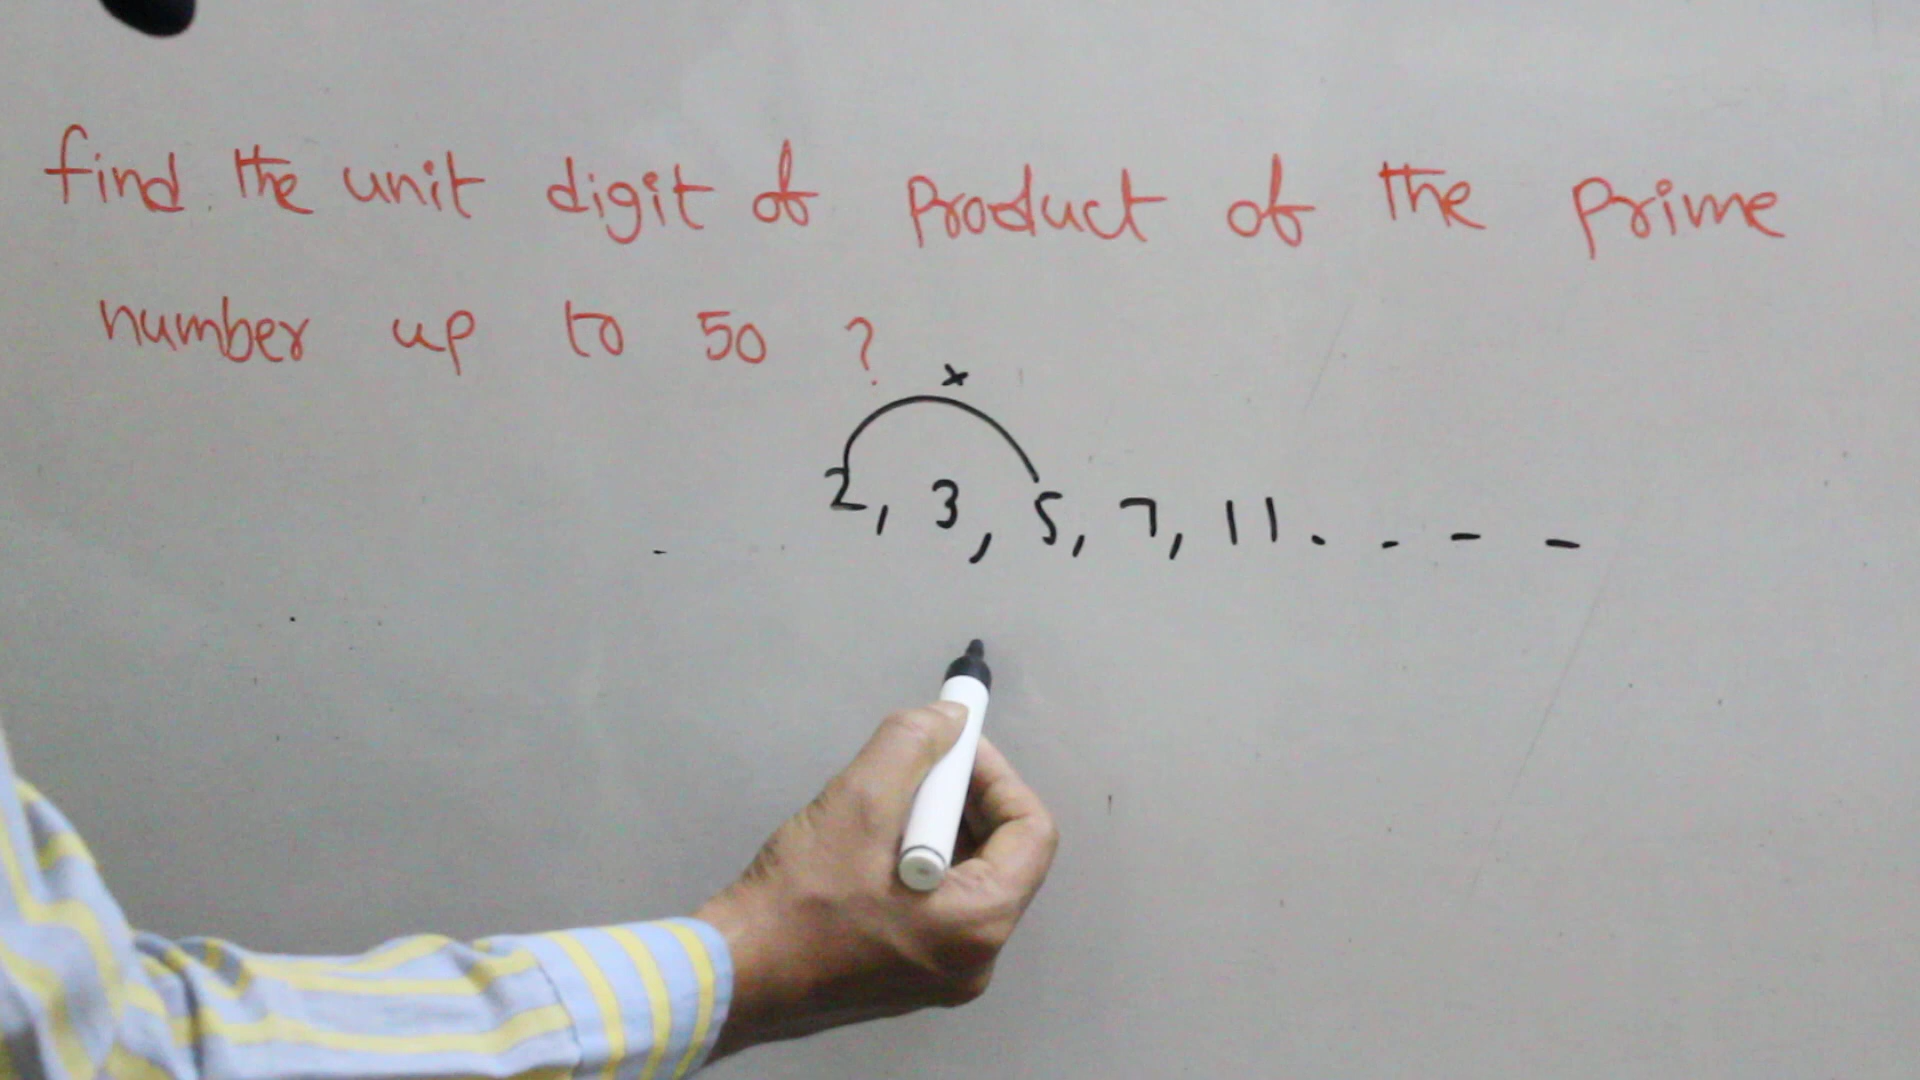 find the unit digit of Product of the Prime
number up to 50 ?
x
2, 3, 5, 7, 11. . - -